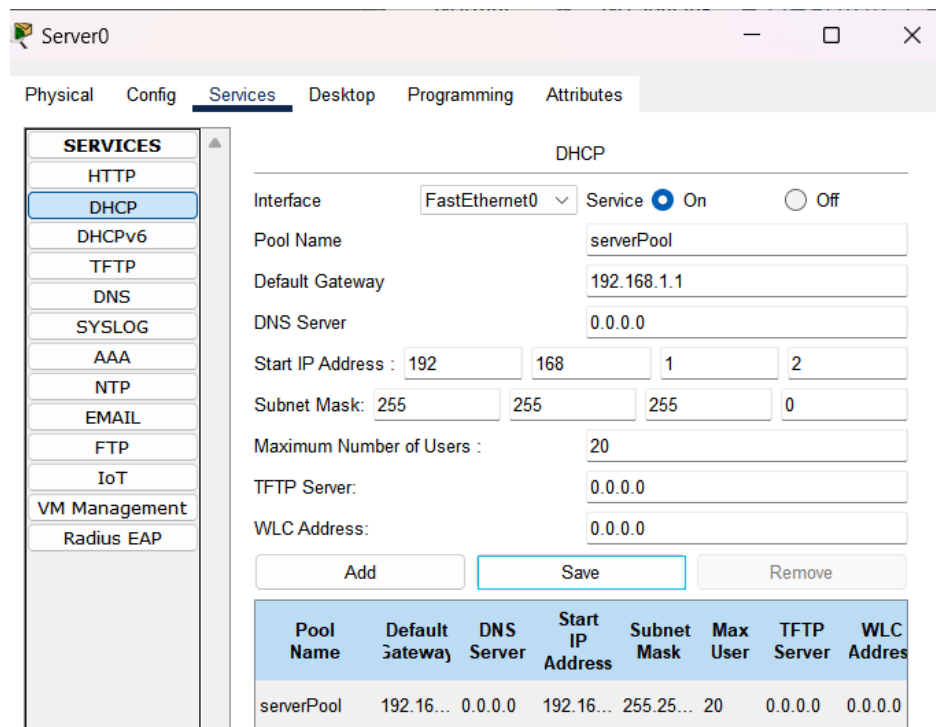 Server0
Physical Config Services Desktop Programming Attributes
SERVICES
HTTP
DHCP
DHCPv6
TFTP
DNS
SYSLOG
AAA
NTP
EMAIL
FTP
IoT
VM Management
Radius EAP
DHCP
Interface FastEthernet0 Service On Off
Pool Name serverPool
Default Gateway 192.168.1.1
DNS Server 0.0.0.0
Start IP Address : 192 168 1 2
Subnet Mask: 255 255 255 0
Maximum Number of Users : 20
TFTP Server: 0.0.0.0
WLC Address: 0.0.0.0
Add Save Remove
Pool Name Default Gateway DNS Server Start IP Address Subnet Mask Max User TFTP Server WLC Addres
serverPool 192.16... 0.0.0.0 192.16... 255.25... 20 0.0.0.0 0.0.0.0